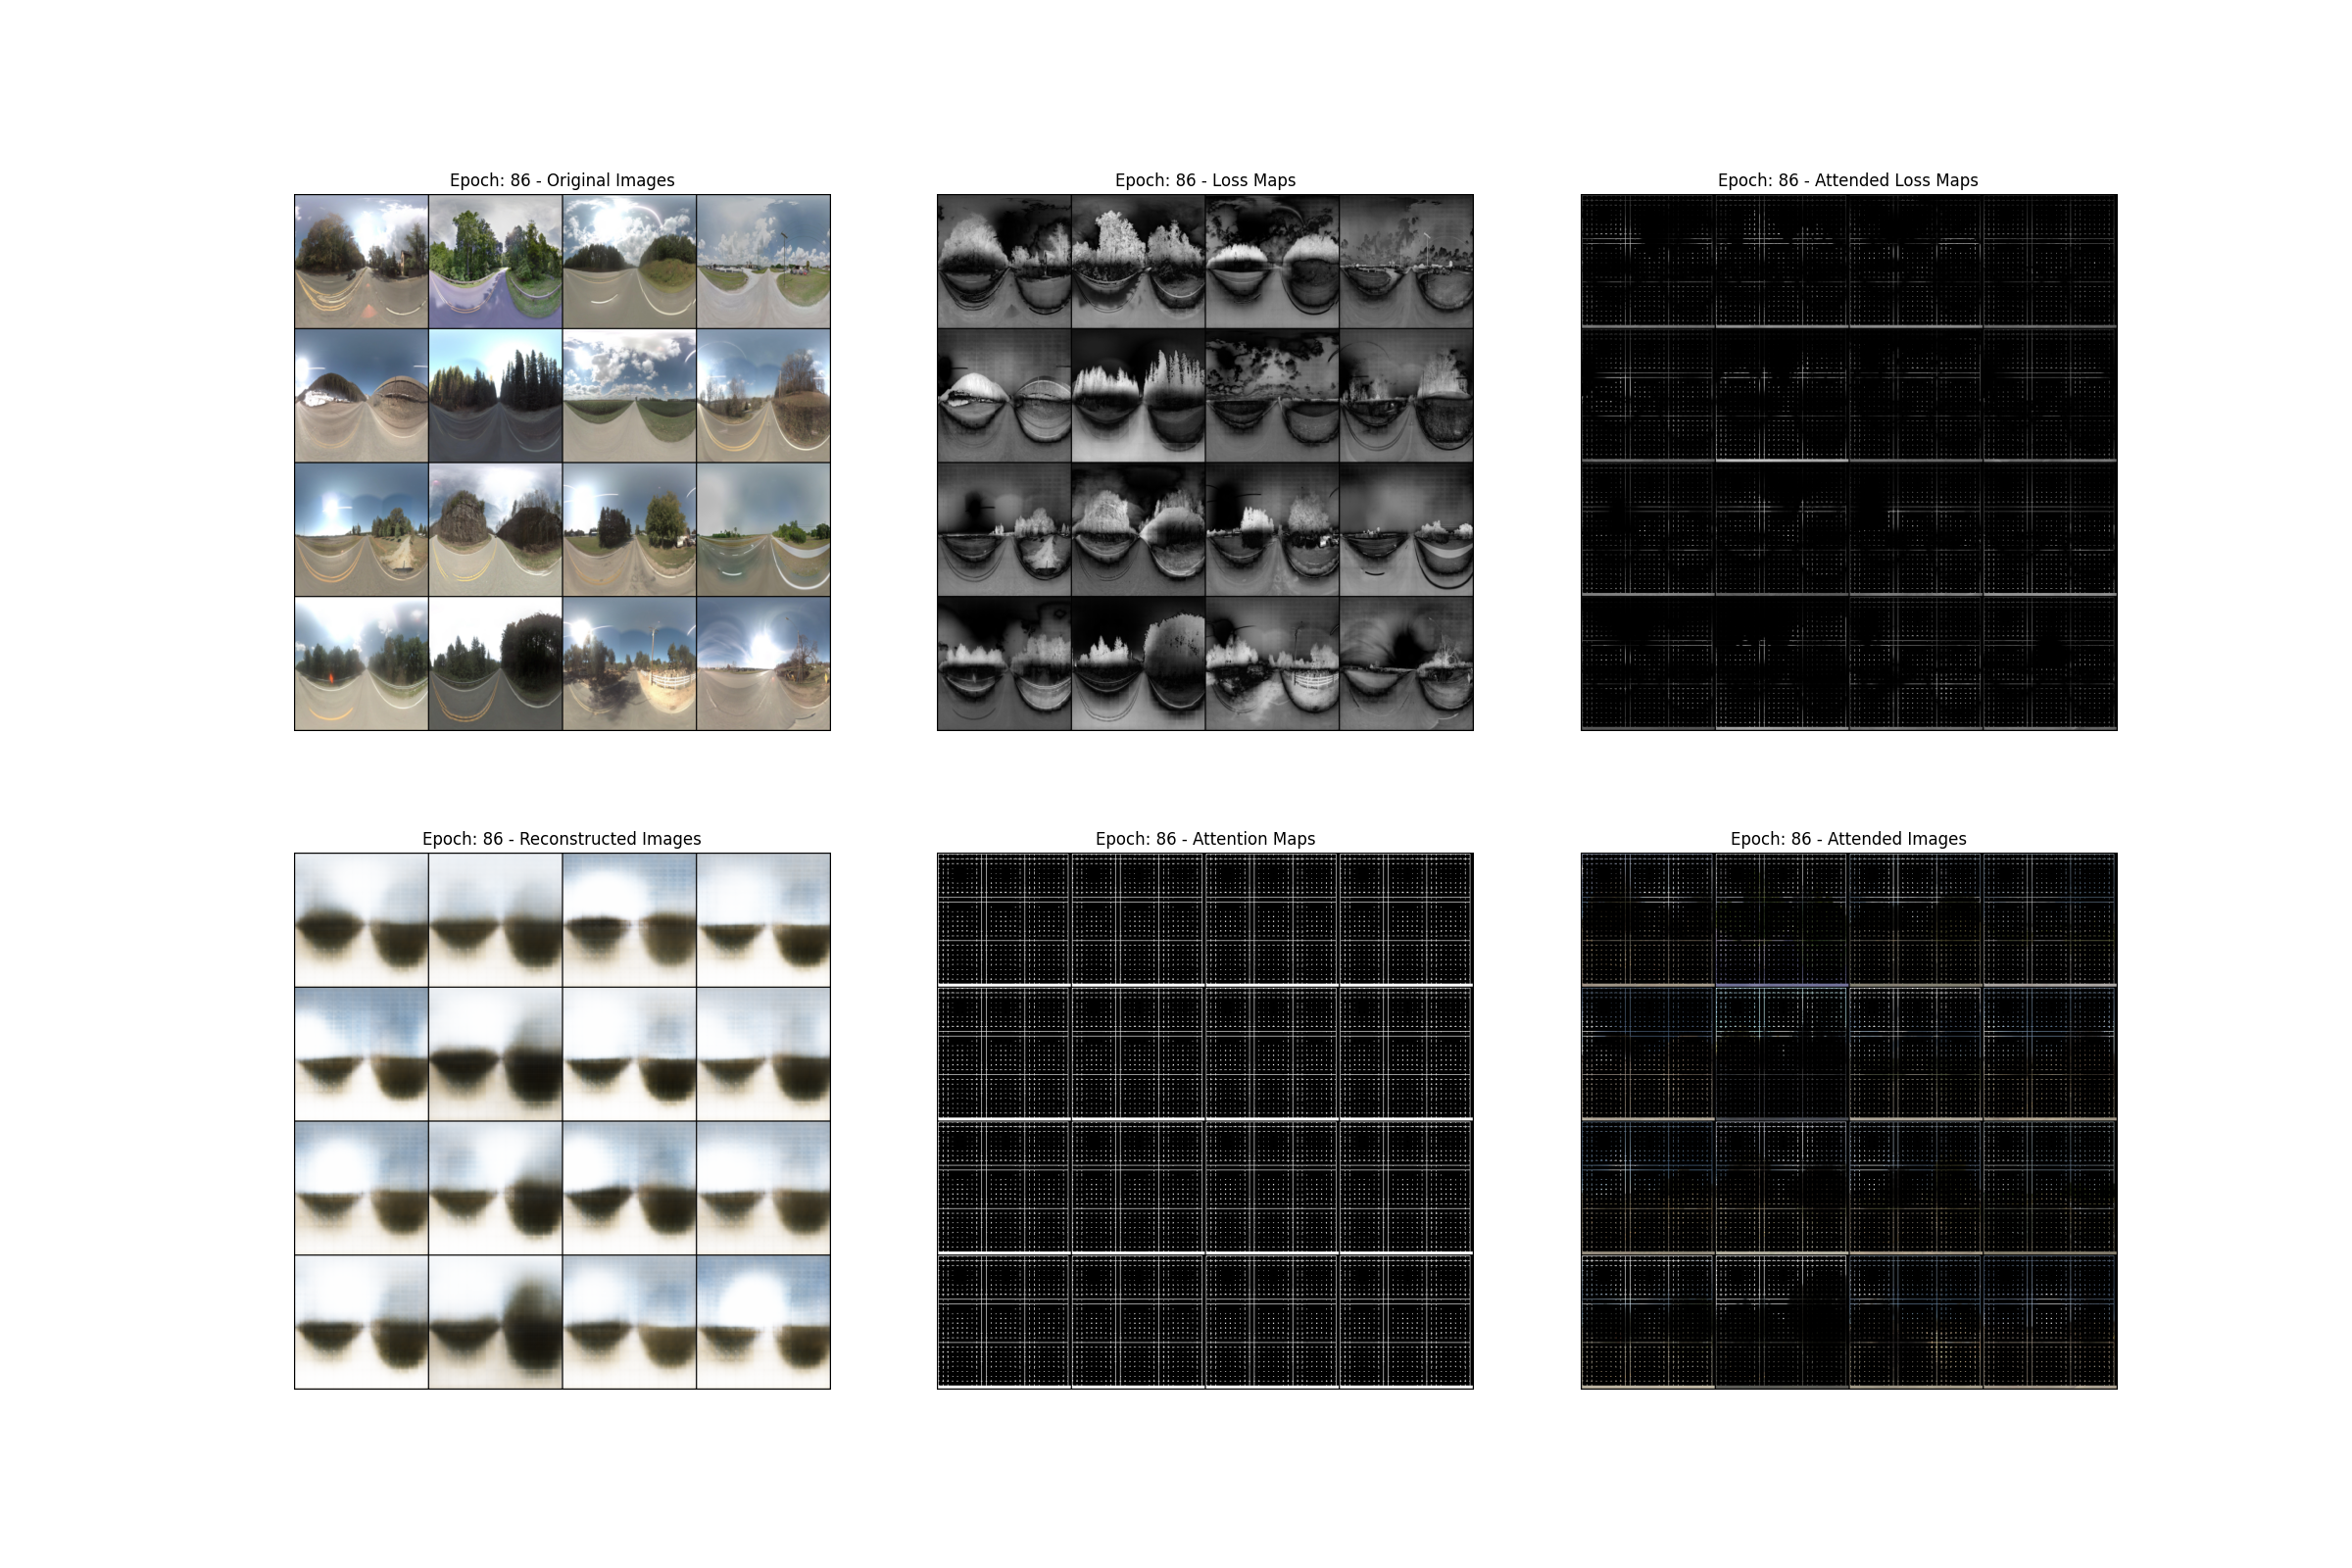 Epoch: 86 - Original Images
Epoch: 86 - Loss Maps
Epoch: 86 - Attended Loss Maps
Epoch: 86 - Reconstructed Images
Epoch: 86 - Attention Maps
Epoch: 86 - Attended Images